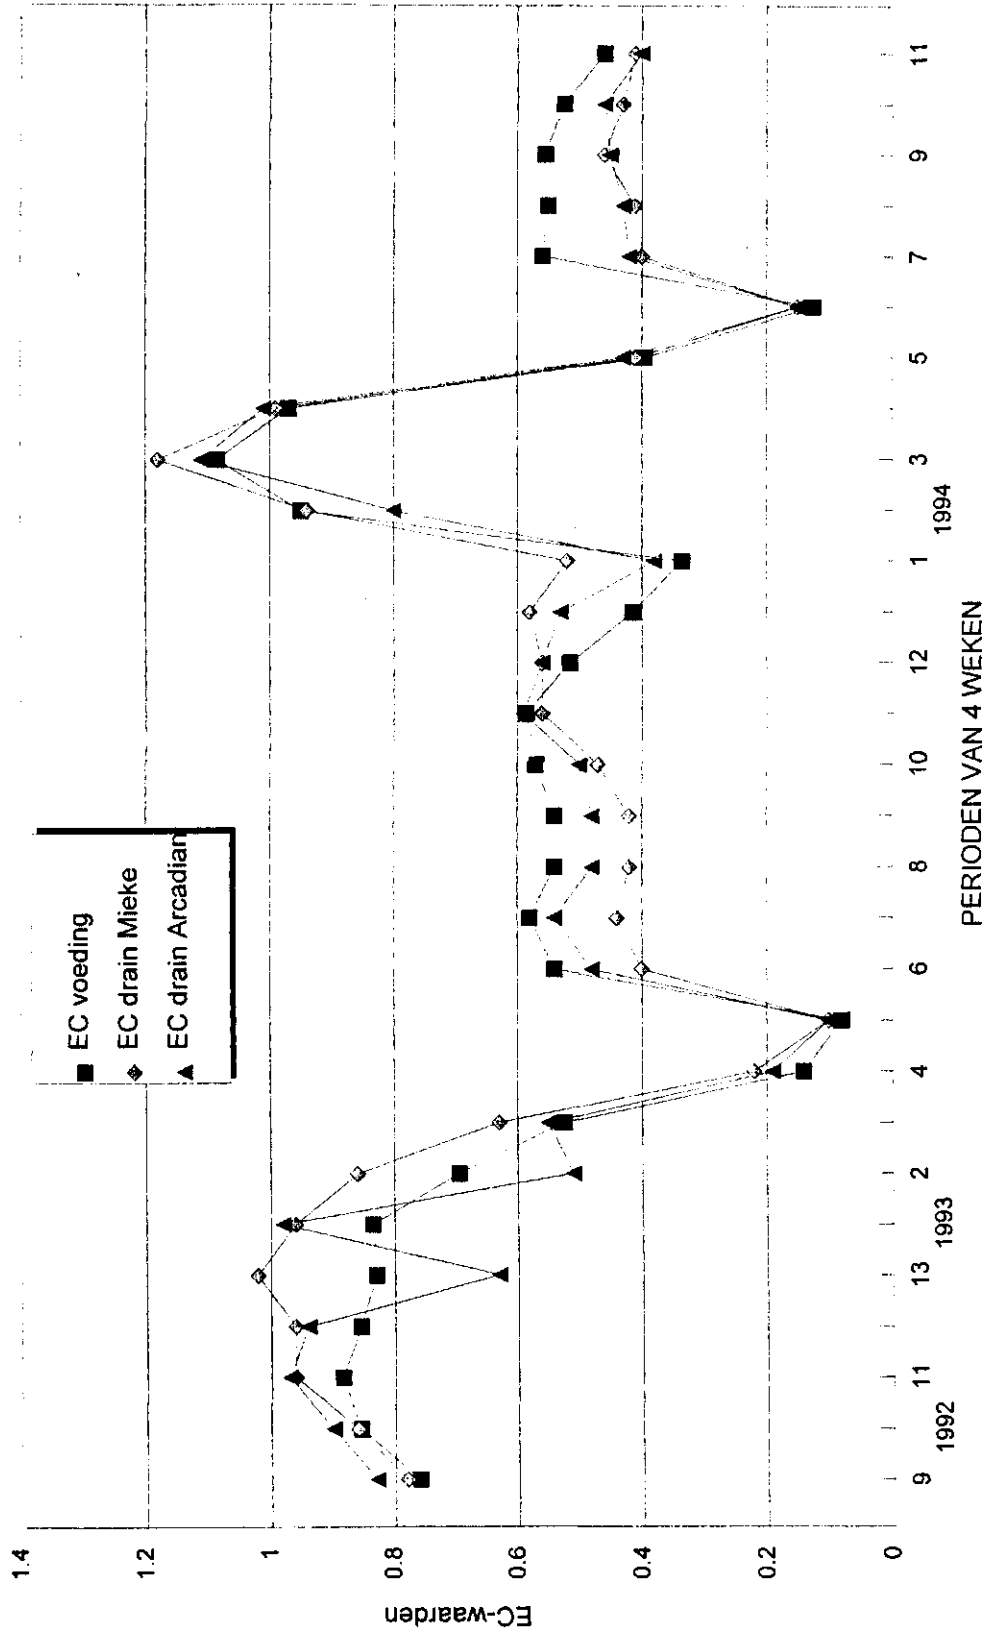 EC voeding
EC drain Mieke
EC drain Arcadian
EC-waarden
1.4
1.2
1
0.8
0.6
0.4
0.2
0
9 11 13 2 4 6 8 10 12 1 3 5 7 9 11
1992 1993 1994
PERIODEN VAN 4 WEKEN